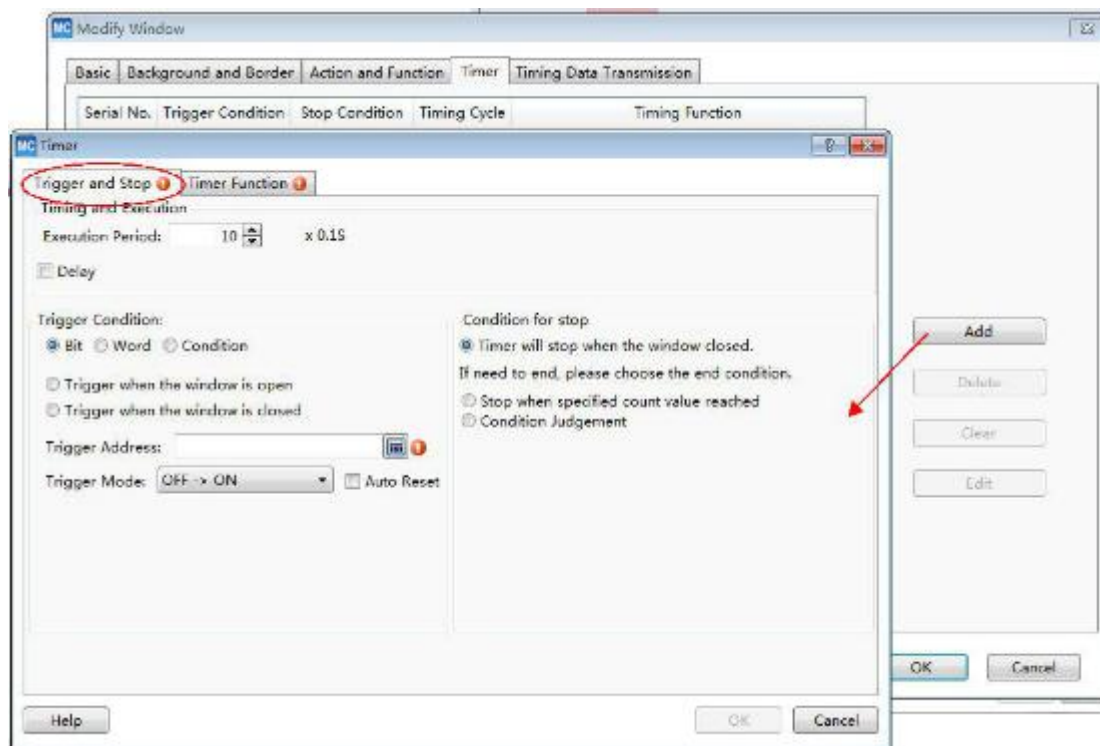 MC Modify Window
Basic Background and Border Action and Function Timer Timing Data Transmission
Serial No. Trigger Condition Stop Condition Timing Cycle Timing Function
MC Timer
Trigger and Stop Timer Function
Timing and Execution
Execution Period: 10 x 0.1S
Delay
Trigger Condition:
Bit Word Condition
Trigger when the window is open
Trigger when the window is closed
Trigger Address:
Trigger Mode: OFF -> ON Auto Reset
Condition for stop
Timer will stop when the window closed.
If need to end, please choose the end condition.
Stop when specified count value reached
Condition Judgement
Add
Delete
Clear
Edit
OK Cancel
Help OK Cancel